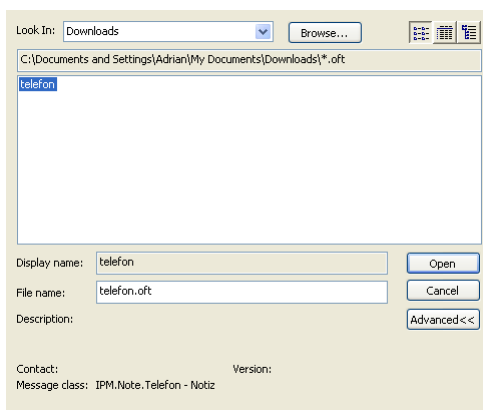 Look In: Downloads Browse...
C:\Documents and Settings\Adrian\My Documents\Downloads\*.oft
telefon
Display name: telefon Open
File name: telefon.oft Cancel
Description: Advanced<<
Contact: Version:
Message class: IPM.Note.Telefon - Notiz